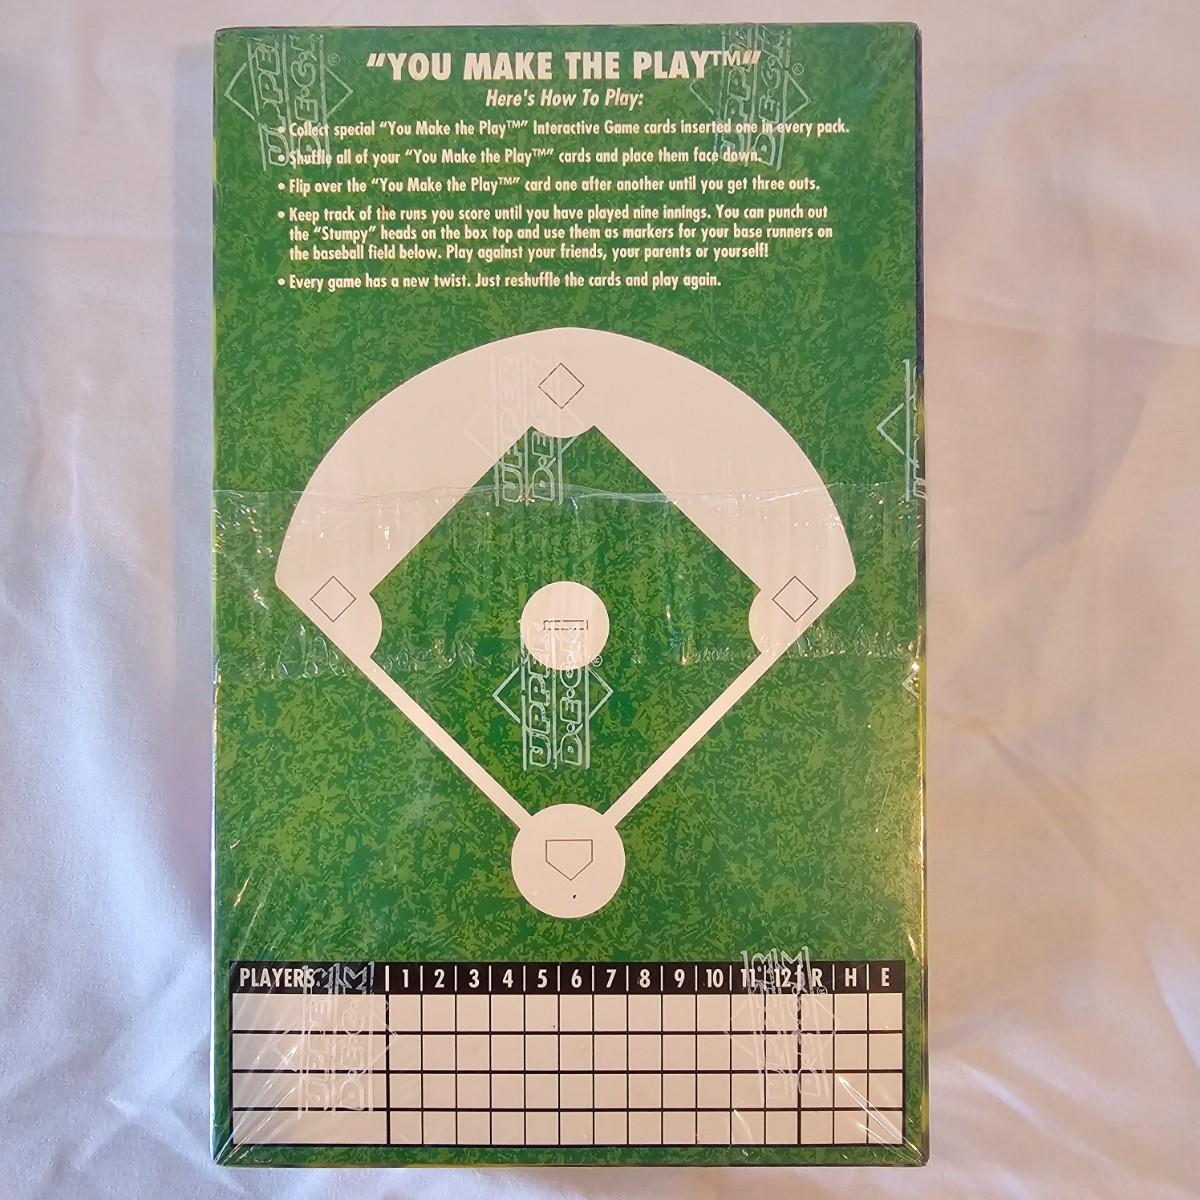 "YOU MAKE THE PLAY™"
Here's How To Play:
• Collect special "You Make the Play™" Interactive Game cards inserted one in every pack.
• Shuffle all of your "You Make the Play™" cards and place them face down.
• Flip over the "You Make the Play™" card one after another until you get three outs.
• Keep track of the runs you score until you have played nine innings. You can punch out
the "Stumpy" heads on the box top and use them as markers for your base runners on
the baseball field below. Play against your friends, your parents or yourself!
• Every game has a new twist. Just reshuffle the cards and play again.
UPPER
D•E•C•K
UPPER
D•E•C•K
UPPER
D•E•C•K
UPPER
D•E•C•K
PLAYERS: 1 2 3 4 5 6 7 8 9 10 11 12 R H E
UPPER
D•E•C•K
UPPER
D•E•C•K